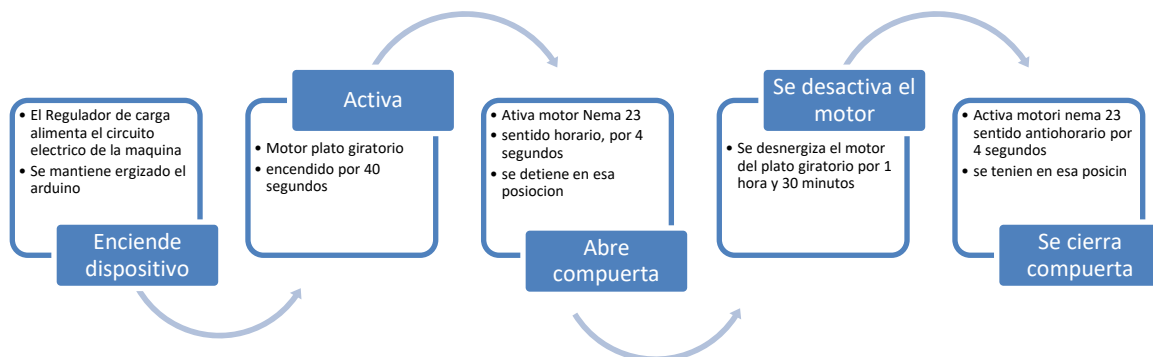 • El Regulador de carga
alimenta el circuito
electrico de la maquina
• Se mantiene ergizado el
arduino
Enciende
dispositivo
Activa
• Motor plato giratorio
• encendido por 40
segundos
• Ativa motor Nema 23
• sentido horario, por 4
segundos
• se detiene en esa
posiocion
Abre
compuerta
Se desactiva el
motor
• Se desnergiza el motor
del plato giratorio por 1
hora y 30 minutos
• Activa motori nema 23
sentido antiohorario por
4 segundos
• se tenien en esa posicin
Se cierra
compuerta